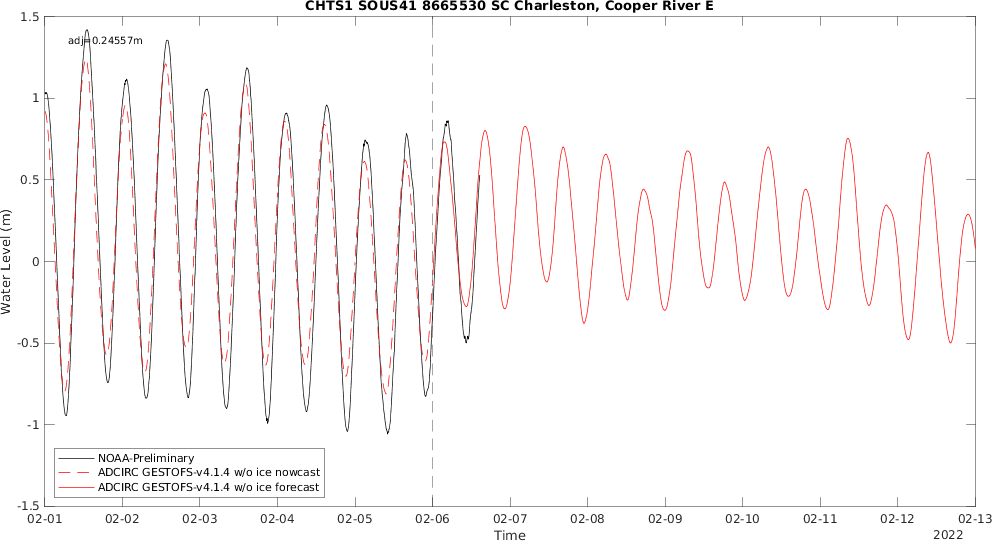 CHTS1 SOUS41 8665530 SC Charleston, Cooper River E
adj=0.24557m
1.5
1
0.5
0
-0.5
-1
-1.5
Water Level (m)
NOAA-Preliminary
ADCIRC GESTOFS-v4.1.4 w/o ice nowcast
ADCIRC GESTOFS-v4.1.4 w/o ice forecast
02-01 02-02 02-03 02-04 02-05 02-06 02-07 02-08 02-09 02-10 02-11 02-12 02-13
Time
2022